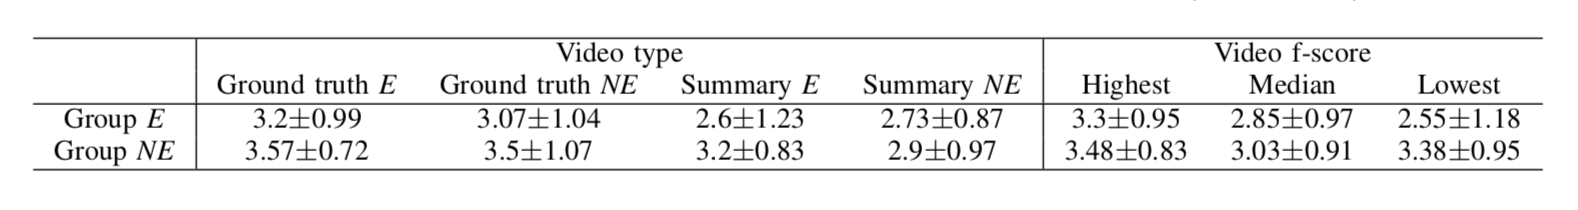 Video type Video f-score
Ground truth E Ground truth NE Summary E Summary NE Highest Median Lowest
Group E 3.2±0.99 3.07±1.04 2.6±1.23 2.73±0.87 3.3±0.95 2.85±0.97 2.55±1.18
Group NE 3.57±0.72 3.5±1.07 3.2±0.83 2.9±0.97 3.48±0.83 3.03±0.91 3.38±0.95